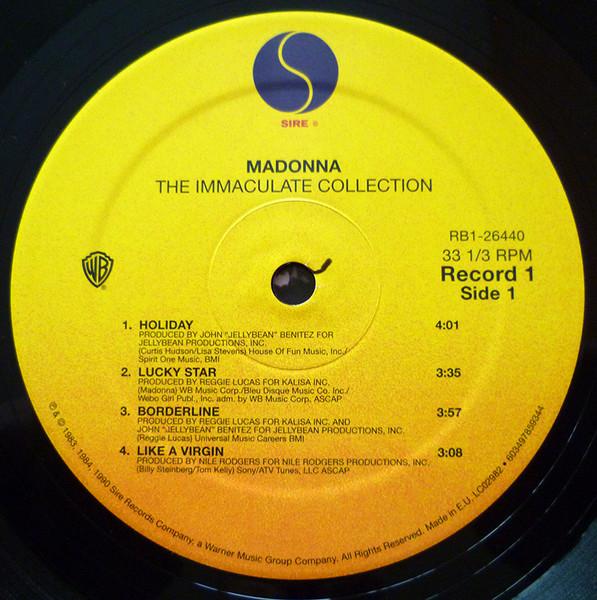 SIRE ®
MADONNA
THE IMMACULATE COLLECTION
WB
RB1-26440
33 1/3 RPM
Record 1
Side 1
1. HOLIDAY 4:01
PRODUCED BY JOHN "JELLYBEAN" BENITEZ FOR
JELLYBEAN PRODUCTIONS, INC.
(Curtis Hudson/Lisa Stevens) House Of Fun Music, Inc./
Spirit One Music, BMI
2. LUCKY STAR 3:35
PRODUCED BY REGGIE LUCAS FOR KALISA INC.
(Madonna) WB Music Corp./Bleu Disque Music Co. Inc./
Webo Girl Publ., Inc. adm. by WB Music Corp. ASCAP
3. BORDERLINE 3:57
PRODUCED BY REGGIE LUCAS FOR KALISA INC. AND
JOHN "JELLYBEAN" BENITEZ FOR JELLYBEAN PRODUCTIONS, INC.
(Reggie Lucas) Universal Music Careers BMI
4. LIKE A VIRGIN 3:08
PRODUCED BY NILE RODGERS FOR NILE RODGERS PRODUCTIONS, INC.
(Billy Steinberg/Tom Kelly) Sony/ATV Tunes, LLC ASCAP
℗ & © 1983, 1984, 1990 Sire Records Company, a Warner Music Group Company. All Rights Reserved. Made in E.U. LC02982 • 603497859344